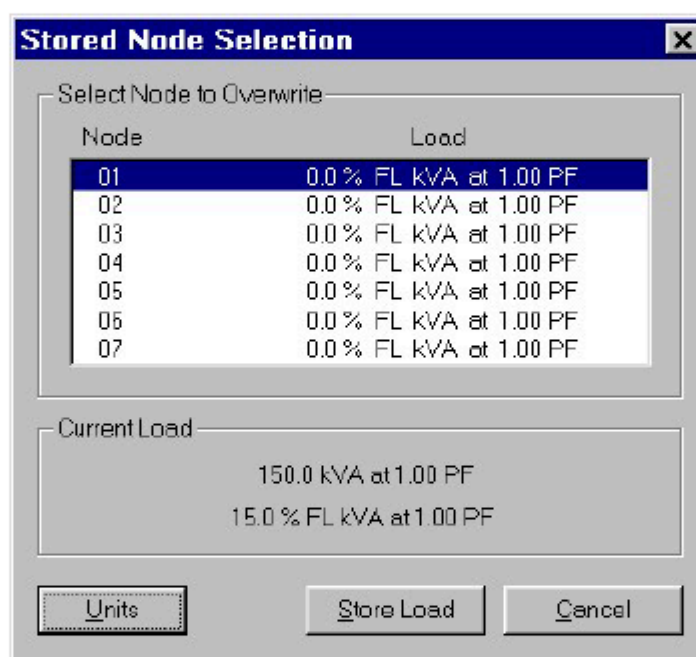 Stored Node Selection
Select Node to Overwrite
Node Load
01 0.0 % FL kVA at 1.00 PF
02 0.0 % FL kVA at 1.00 PF
03 0.0 % FL kVA at 1.00 PF
04 0.0 % FL kVA at 1.00 PF
05 0.0 % FL kVA at 1.00 PF
06 0.0 % FL kVA at 1.00 PF
07 0.0 % FL kVA at 1.00 PF
Current Load
150.0 kVA at 1.00 PF
15.0 % FL kVA at 1.00 PF
Units Store Load Cancel